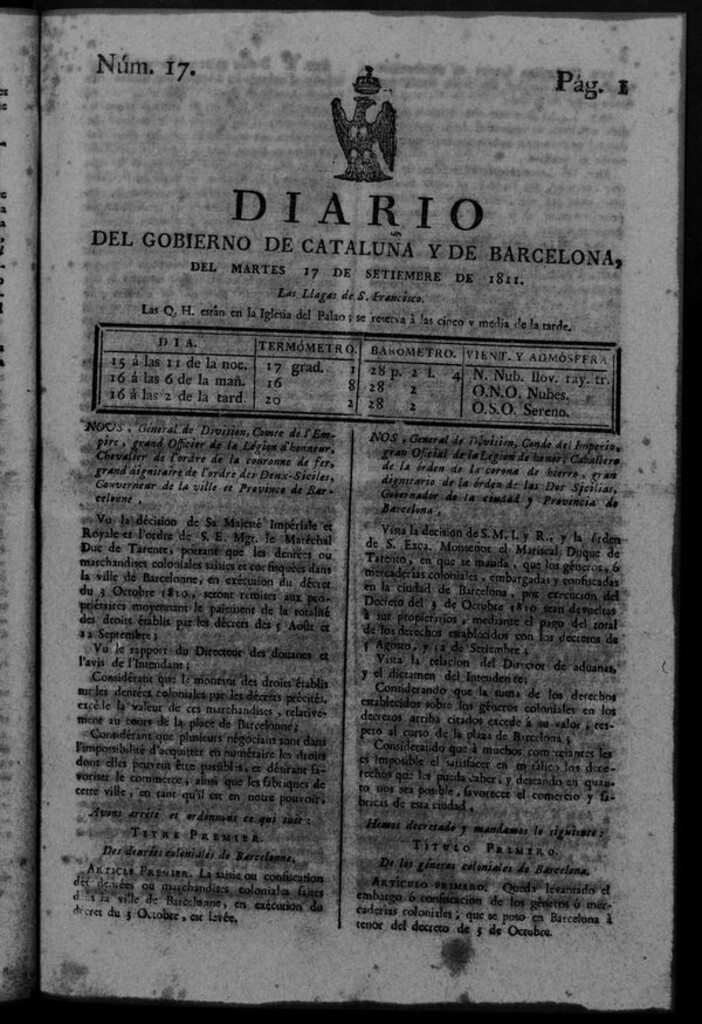 Núm. 17.
Pág. 1
DIARIO
DEL GOBIERNO DE CATALUÑA Y DE BARCELONA,
DEL MARTES 17 DE SETIEMBRE DE 1811.
Las Llagas de S. Francisco.
Las Q. H. están en la Iglesia del Palao; se reserva á las cinco y media de la tarde.
DIA. TERMÓMETRO. BARÓMETRO. VIENT. Y ADMÓSFERA
15 á las 11 de la noc. 17 grad. 1 28 p. 2 l. 4 N. Nub. llov. ray. tr.
16 á las 6 de la mañ. 16 8 28 2 O.N.O. Nubes.
16 á las 2 de la tard 20 2 28 2 O.S.O. Sereno.
NOUS, Général de Division, Comte de l'Em-
pire, grand Officier de la Légion d'honneur,
Chevalier de l'ordre de la couronne de fer,
grand dignitaire de l'ordre des Deux-Siciles,
Gouverneur de la ville et Province de Bar-
celonne,
Vu la décision de Sa Majesté Impériale et
Royale et l'ordre de S. E. Mgr. le Maréchal
Duc de Tarente, portant que les denrées ou
marchandises coloniales saisies et confisquées dans
la ville de Barcelonne, en exécution du décret
du 3 Octobre 1810, seront remises aux pro-
priétaires moyennant le paiement de la totalité
des droits établis par les décrets des 5 Août et
12 Septembre;
Vu le rapport du Directeur des douanes et
l'avis de l'Intendant;
Considérant que le montant des droits établis
sur les denrées coloniales par les décrets précités,
excède la valeur de ces marchandises, relative-
ment au cours de la place de Barcelonne;
Considérant que plusieurs négocians sont dans
l'imposibilité d'acquitter en numéraire les droits
dont elles peuvent être passibles, et désirant fa-
voriser le commerce, ainsi que les fabriques de
cette ville, en tant qu'il est en notre pouvoir,
Avons arrêté et ordonnons ce qui suit:
TITRE PREMIER.
Des denrées coloniales de Barcelonne.
ARTICLE PREMIER. La saisie ou confiscation
des denrées ou marchandises coloniales faites
dans la ville de Barcelonne, en exécution du
décret du 3 Octobre, est levée.
NOS, General de Division, Conde del Imperio,
gran Oficial de la Legion de honor, Caballero
de la órden de la corona de hierro, gran
dignitario de la órden de las Dos Sicilias,
Gobernador de la ciudad y Provincia de
Barcelona,
Vista la decision de S. M. I. y R., y la órden
de S. Exca. Monseñor el Mariscal Duque de
Tarento, en que se manda, que los géneros, ó
mercaderías coloniales, embargadas y confiscadas
en la ciudad de Barcelona, por execucion del
Decreto del 3 de Octubre 1810 sean devueltas
á sus propietarios, mediante el pago del total
de los derechos establecidos con los decretos de
5 Agosto, y 12 de Setiembre;
Vista la relacion del Director de aduanas,
y el dictamen del Intendente;
Considerando que la suma de los derechos
establecidos sobre los géneros coloniales en los
decretos arriba citados excede á su valor, res-
pero al curso de la plaza de Barcelona;
Considerando que á muchos comerciantes les
es imposible el satisfacer en metálico los dere-
chos que les pueda caber, y deseando en quan-
to nos sea posible, favorecer el comercio y fá-
bricas de esta ciudad,
Hemos decretado y mandamos lo siguiente:
TÍTULO PRIMERO.
De los géneros coloniales de Barcelona.
ARTICULO PRIMERO. Queda levantado el
embargo ó confiscacion de los géneros ó mer-
caderías coloniales; que se puso en Barcelona á
tenor del decreto de 3 de Octubre.